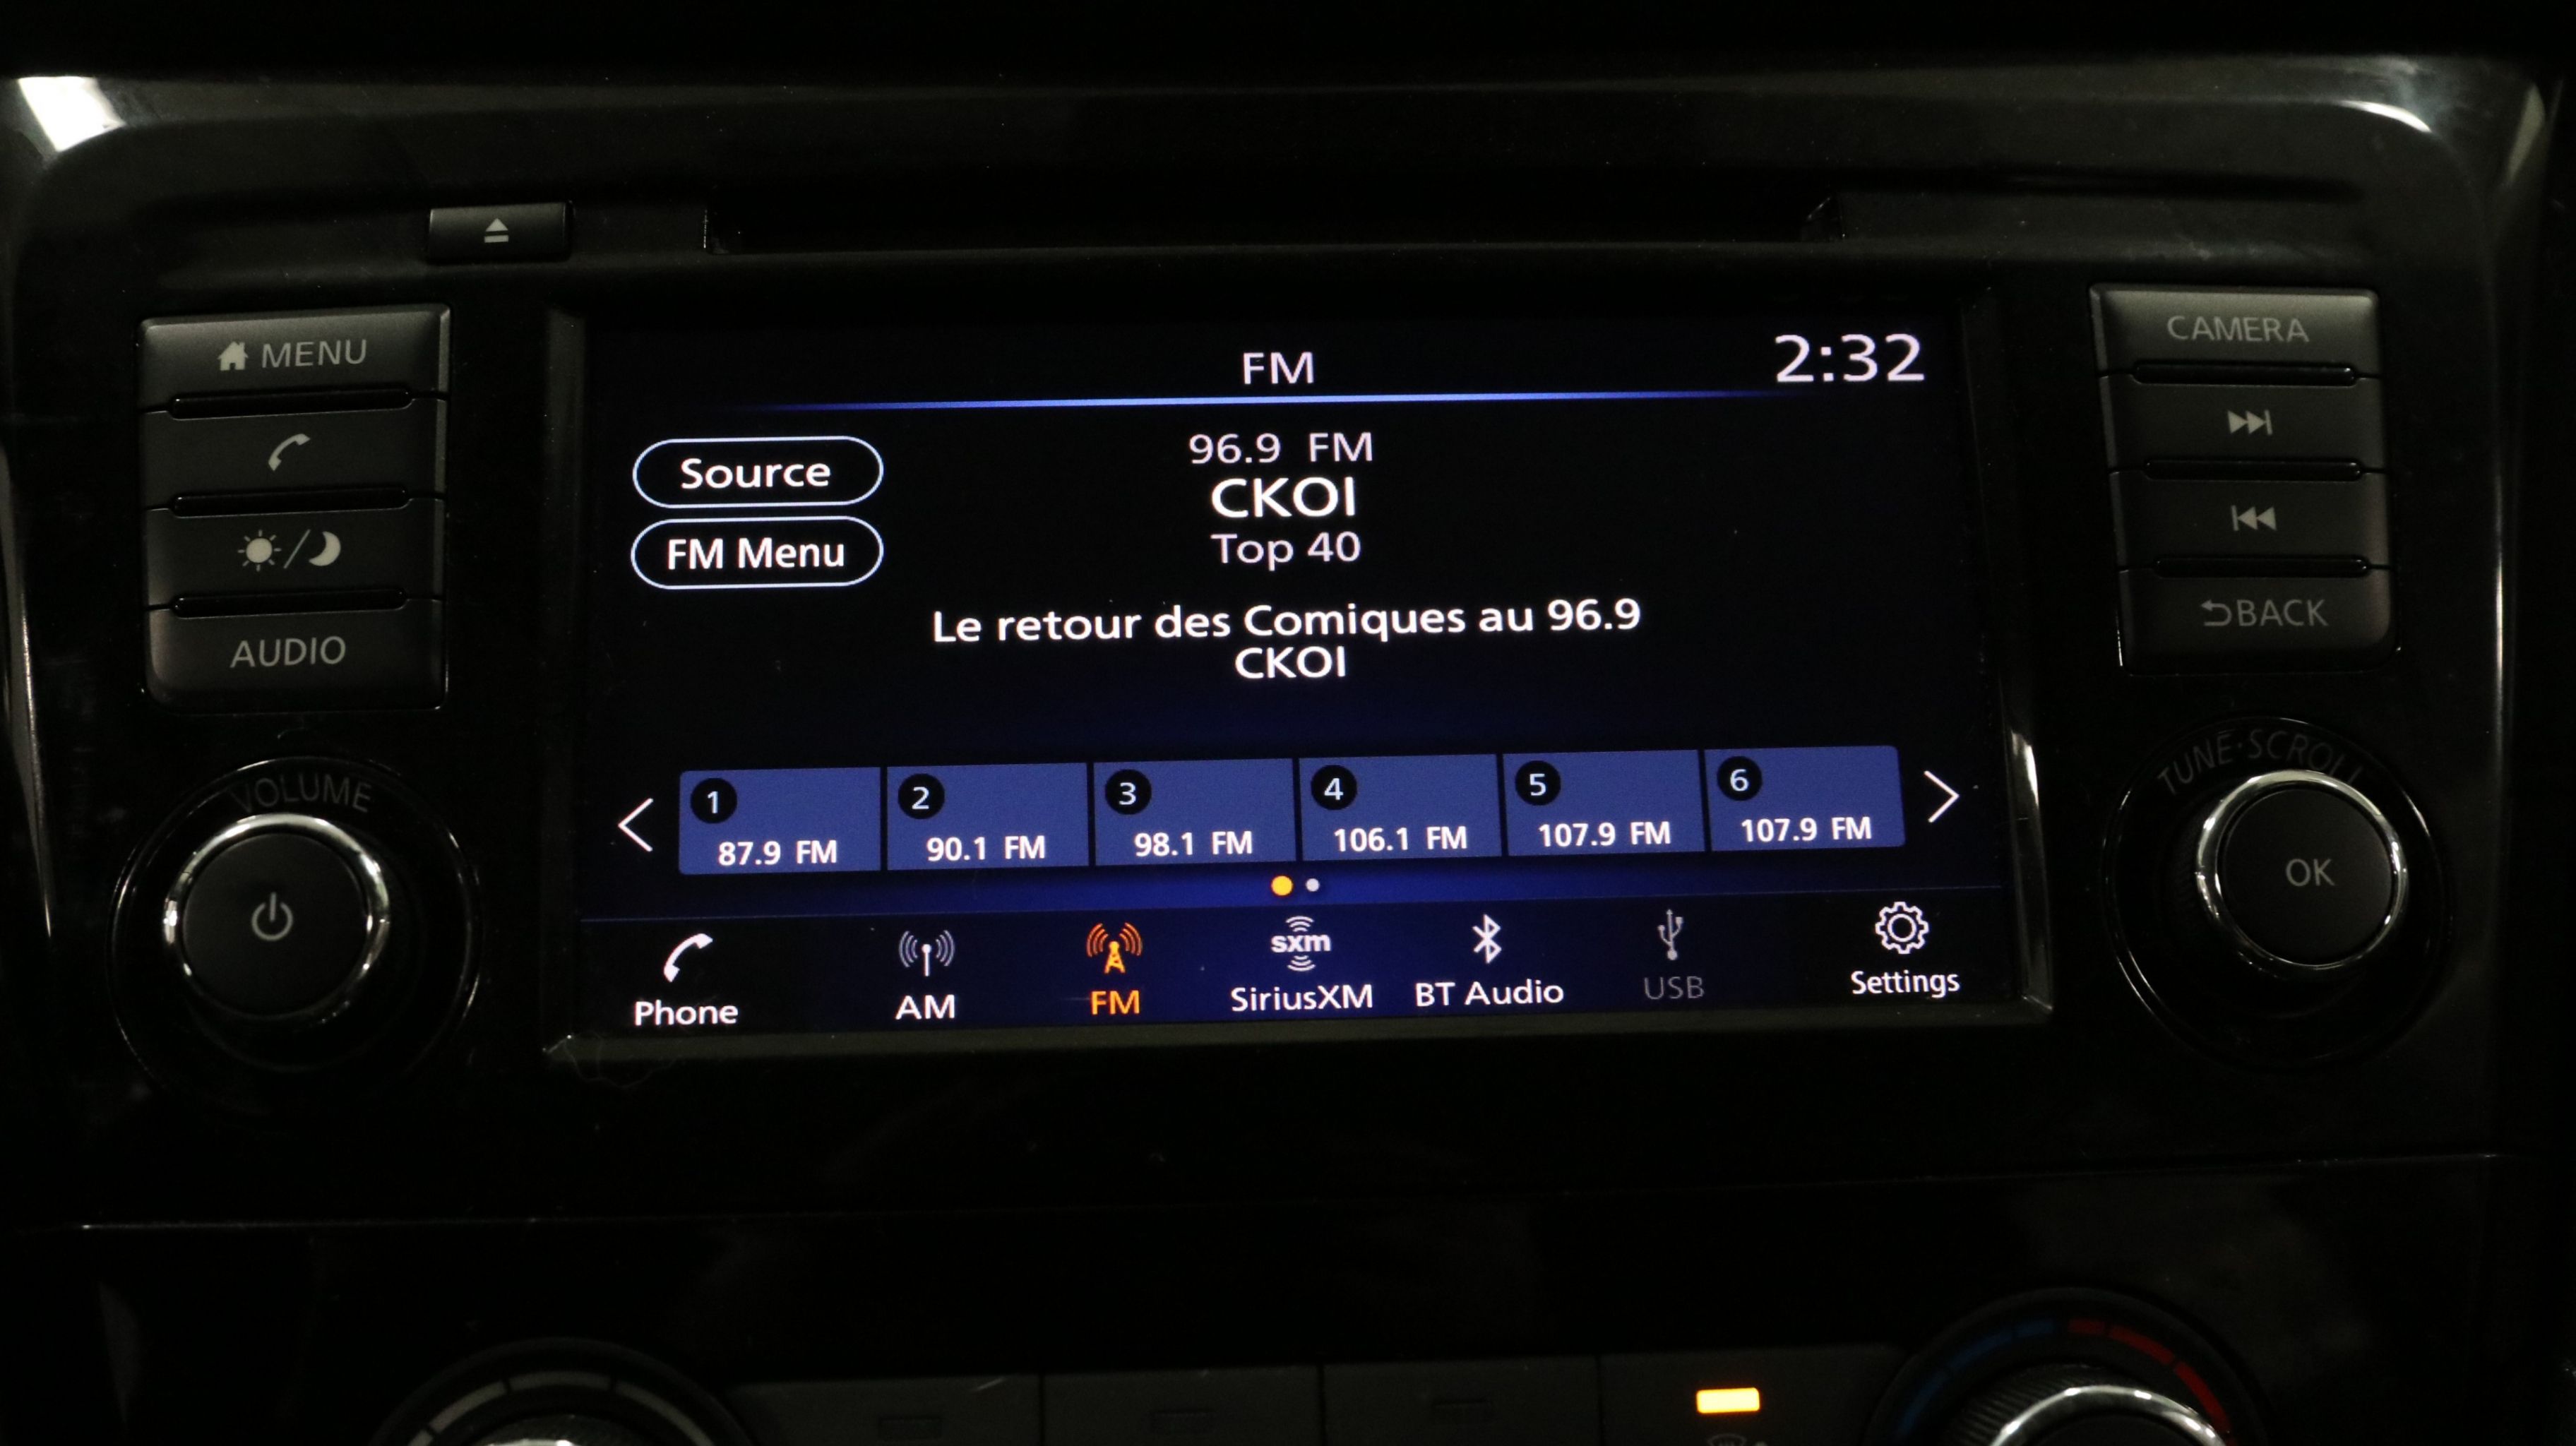 MENU
AUDIO
VOLUME
FM
2:32
Source
FM Menu
96.9 FM
CKOI
Top 40
Le retour des Comiques au 96.9
CKOI
1
87.9 FM
2
90.1 FM
3
98.1 FM
4
106.1 FM
5
107.9 FM
6
107.9 FM
Phone
AM
FM
sxm
SiriusXM
BT Audio
USB
Settings
CAMERA
BACK
TUNE·SCROLL
OK